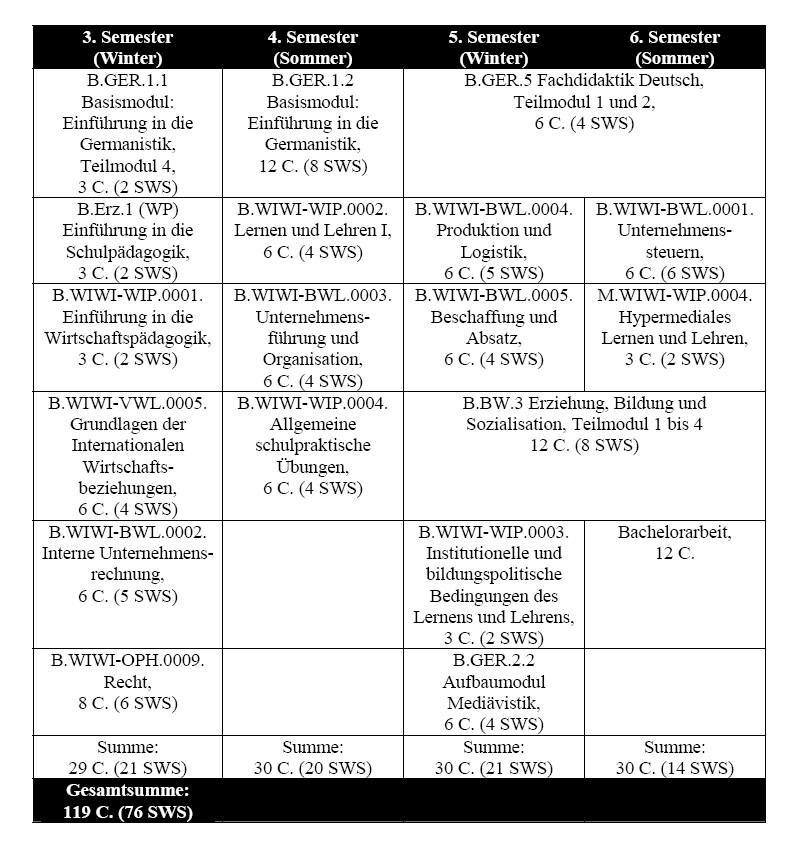 3. Semester
(Winter)
4. Semester
(Sommer)
5. Semester
(Winter)
6. Semester
(Sommer)
B.GER.1.1
Basismodul:
Einführung in die
Germanistik,
Teilmodul 4,
3 C. (2 SWS)
B.GER.1.2
Basismodul:
Einführung in die
Germanistik,
12 C. (8 SWS)
B.GER.5 Fachdidaktik Deutsch,
Teilmodul 1 und 2,
6 C. (4 SWS)
B.Erz.1 (WP)
Einführung in die
Schulpädagogik,
3 C. (2 SWS)
B.WIWI-WIP.0002.
Lernen und Lehren I,
6 C. (4 SWS)
B.WIWI-BWL.0004.
Produktion und
Logistik,
6 C. (5 SWS)
B.WIWI-BWL.0001.
Unternehmens-
steuern,
6 C. (6 SWS)
B.WIWI-WIP.0001.
Einführung in die
Wirtschaftspädagogik,
3 C. (2 SWS)
B.WIWI-BWL.0003.
Unternehmens-
führung und
Organisation,
6 C. (4 SWS)
B.WIWI-BWL.0005.
Beschaffung und
Absatz,
6 C. (4 SWS)
M.WIWI-WIP.0004.
Hypermediales
Lernen und Lehren,
3 C. (2 SWS)
B.WIWI-VWL.0005.
Grundlagen der
Internationalen
Wirtschafts-
beziehungen,
6 C. (4 SWS)
B.WIWI-WIP.0004.
Allgemeine
schulpraktische
Übungen,
6 C. (4 SWS)
B.BW.3 Erziehung, Bildung und
Sozialisation, Teilmodul 1 bis 4
12 C. (8 SWS)
B.WIWI-BWL.0002.
Interne Unternehmens-
rechnung,
6 C. (5 SWS)
B.WIWI-WIP.0003.
Institutionelle und
bildungspolitische
Bedingungen des
Lernens und Lehrens,
3 C. (2 SWS)
Bachelorarbeit,
12 C.
B.WIWI-OPH.0009.
Recht,
8 C. (6 SWS)
B.GER.2.2
Aufbaumodul
Mediävistik,
6 C. (4 SWS)
Summe:
29 C. (21 SWS)
Summe:
30 C. (20 SWS)
Summe:
30 C. (21 SWS)
Summe:
30 C. (14 SWS)
Gesamtsumme:
119 C. (76 SWS)